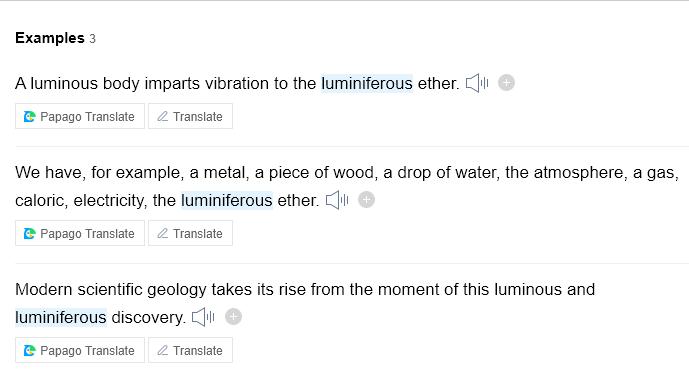 Examples 3
A luminous body imparts vibration to the luminiferous ether.
Papago Translate Translate
We have, for example, a metal, a piece of wood, a drop of water, the atmosphere, a gas,
caloric, electricity, the luminiferous ether.
Papago Translate Translate
Modern scientific geology takes its rise from the moment of this luminous and
luminiferous discovery.
Papago Translate Translate